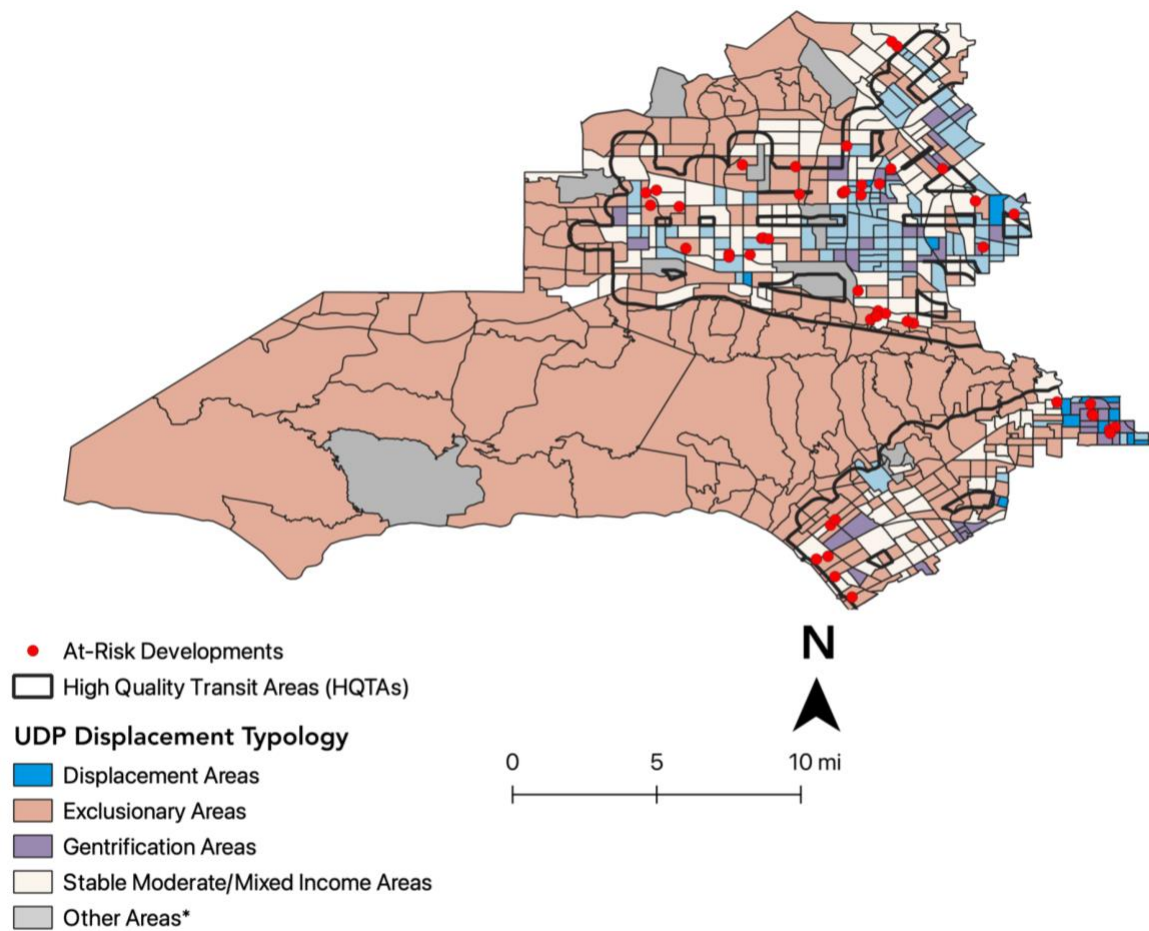 N
At-Risk Developments
High Quality Transit Areas (HQTAs)
UDP Displacement Typology
Displacement Areas
Exclusionary Areas
Gentrification Areas
Stable Moderate/Mixed Income Areas
Other Areas*
0 5 10 mi